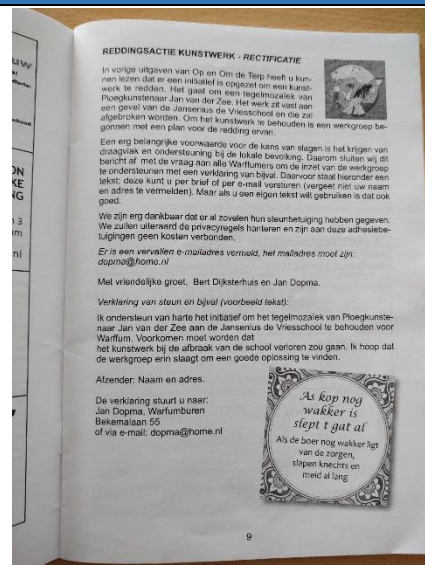 REDDINGSACTIE KUNSTWERK - RECTIFICATIE
In vorige uitgaven van Op en Om de Terp heeft u kun-
nen lezen dat er een initiatief is opgezet om een kunst-
werk te redden. Het gaat om een tegelmozaïek van
Ploegkunstenaar Jan van der Zee. Het werk zit vast aan
een gevel van de Jansenius de Vriesschool en die zal
afgebroken worden. Om het kunstwerk te behouden is een werkgroep be-
gonnen met een plan voor de redding ervan.
Een erg belangrijke voorwaarde voor de kans van slagen is het krijgen van
draagvlak en ondersteuning bij de lokale bevolking. Daarom sluiten wij dit
bericht af met de vraag aan alle Warfumers om de inzet van de werkgroep
te ondersteunen met een verklaring van bijval. Daarvoor staat hieronder een
tekst; deze kunt u per brief of per e-mail versturen (vergeet niet uw naam
en adres te vermelden). Maar als u een eigen tekst wilt gebruiken is dat ook
goed.
We zijn erg dankbaar dat er al zovelen hun steunbetuiging hebben gegeven.
We zullen uiteraard de privacyregels hanteren en zijn aan deze adhesiebe-
tuigingen geen kosten verbonden.
Er is een vervallen e-mailadres vermeld, het mailadres moet zijn:
dopma@home.nl
Met vriendelijke groet, Bert Dijksterhuis en Jan Dopma.
Verklaring van steun en bijval (voorbeeld tekst):
Ik ondersteun van harte het initiatief om het tegelmozaïek van Ploegkunste-
naar Jan van der Zee aan de Jansenius de Vriesschool te behouden voor
Warffum. Voorkomen moet worden dat
het kunstwerk bij de afbraak van de school verloren zou gaan. Ik hoop dat
de werkgroep erin slaagt om een goede oplossing te vinden.
Afzender: Naam en adres.
De verklaring stuurt u naar:
Jan Dopma, Warfumburen
Bekemalaan 55
of via e-mail: dopma@home.nl
As kop nog
wakker is
slept t gat al
Als de boer nog wakker ligt
van de zorgen,
slapen knechts en
meid al lang
9